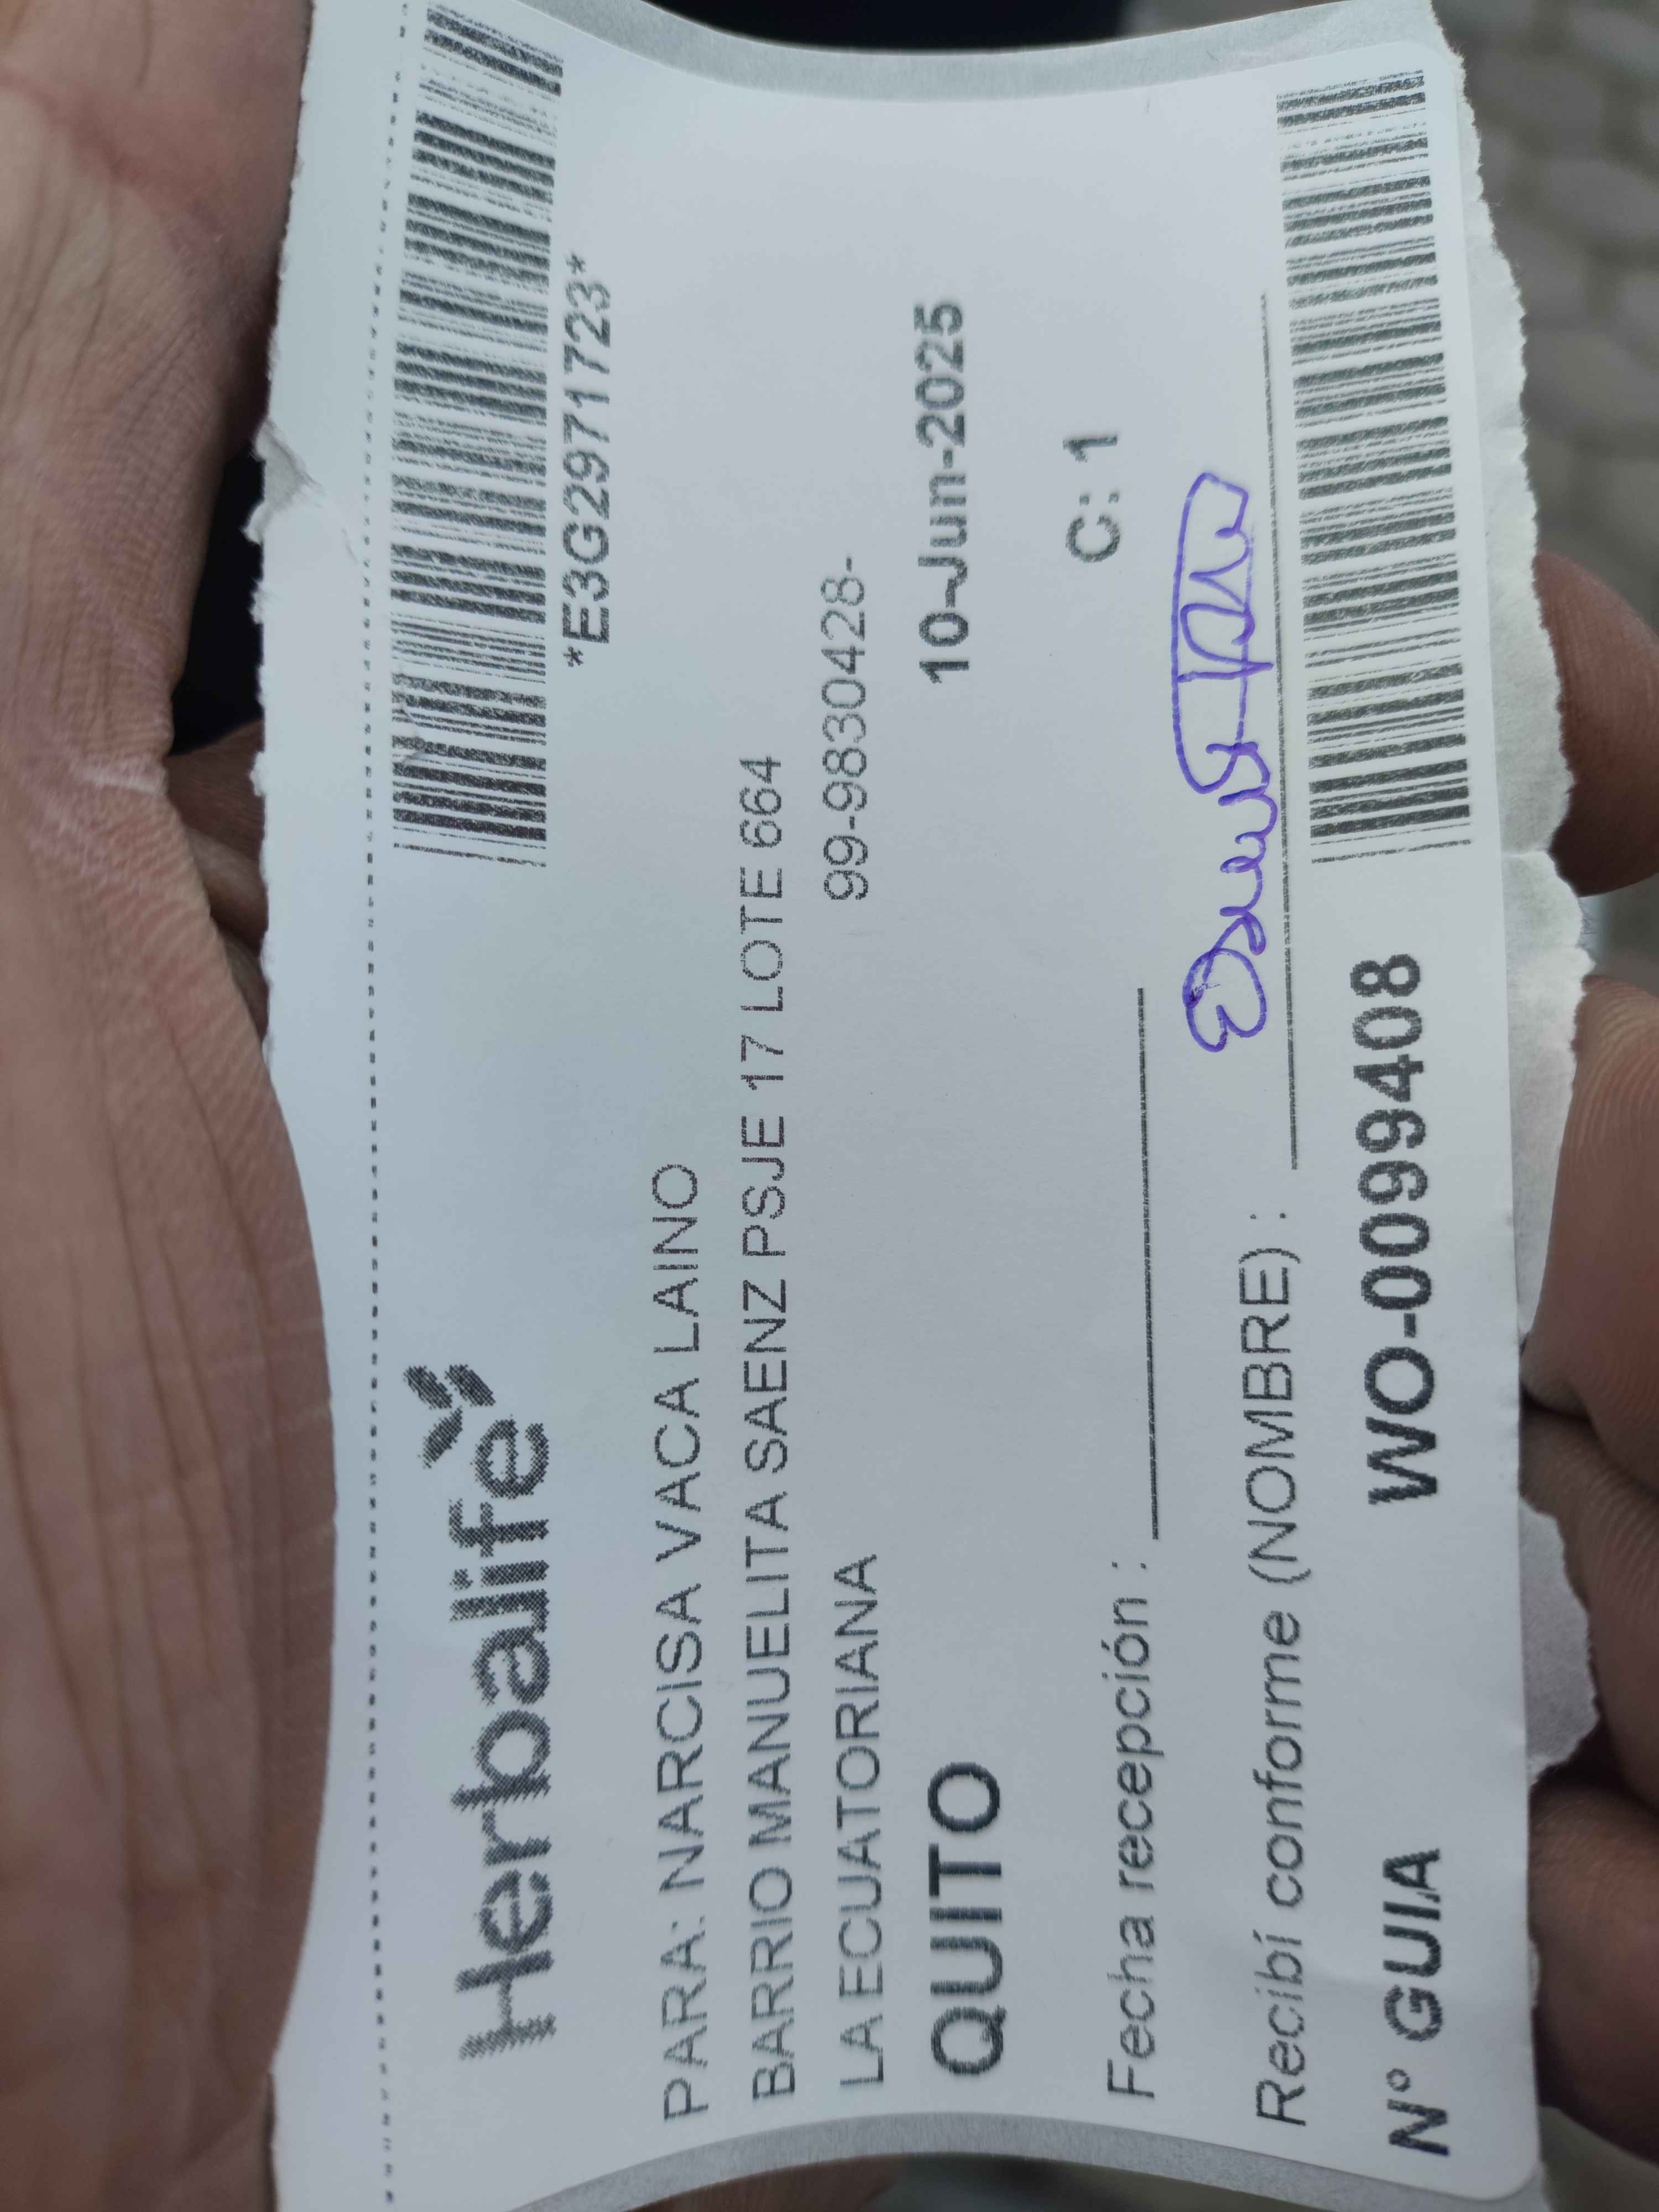 Herbalife
*E3G2971723*
PARA: NARCISA VACA LAINO
BARRIO MANUELITA SAENZ PSJE 17 LOTE 664
LA ECUATORIANA 99-9830428-
QUITO 10-Jun-2025
C: 1
Fecha recepción :
Recibí conforme (NOMBRE) :
N° GUIA WO-0099408